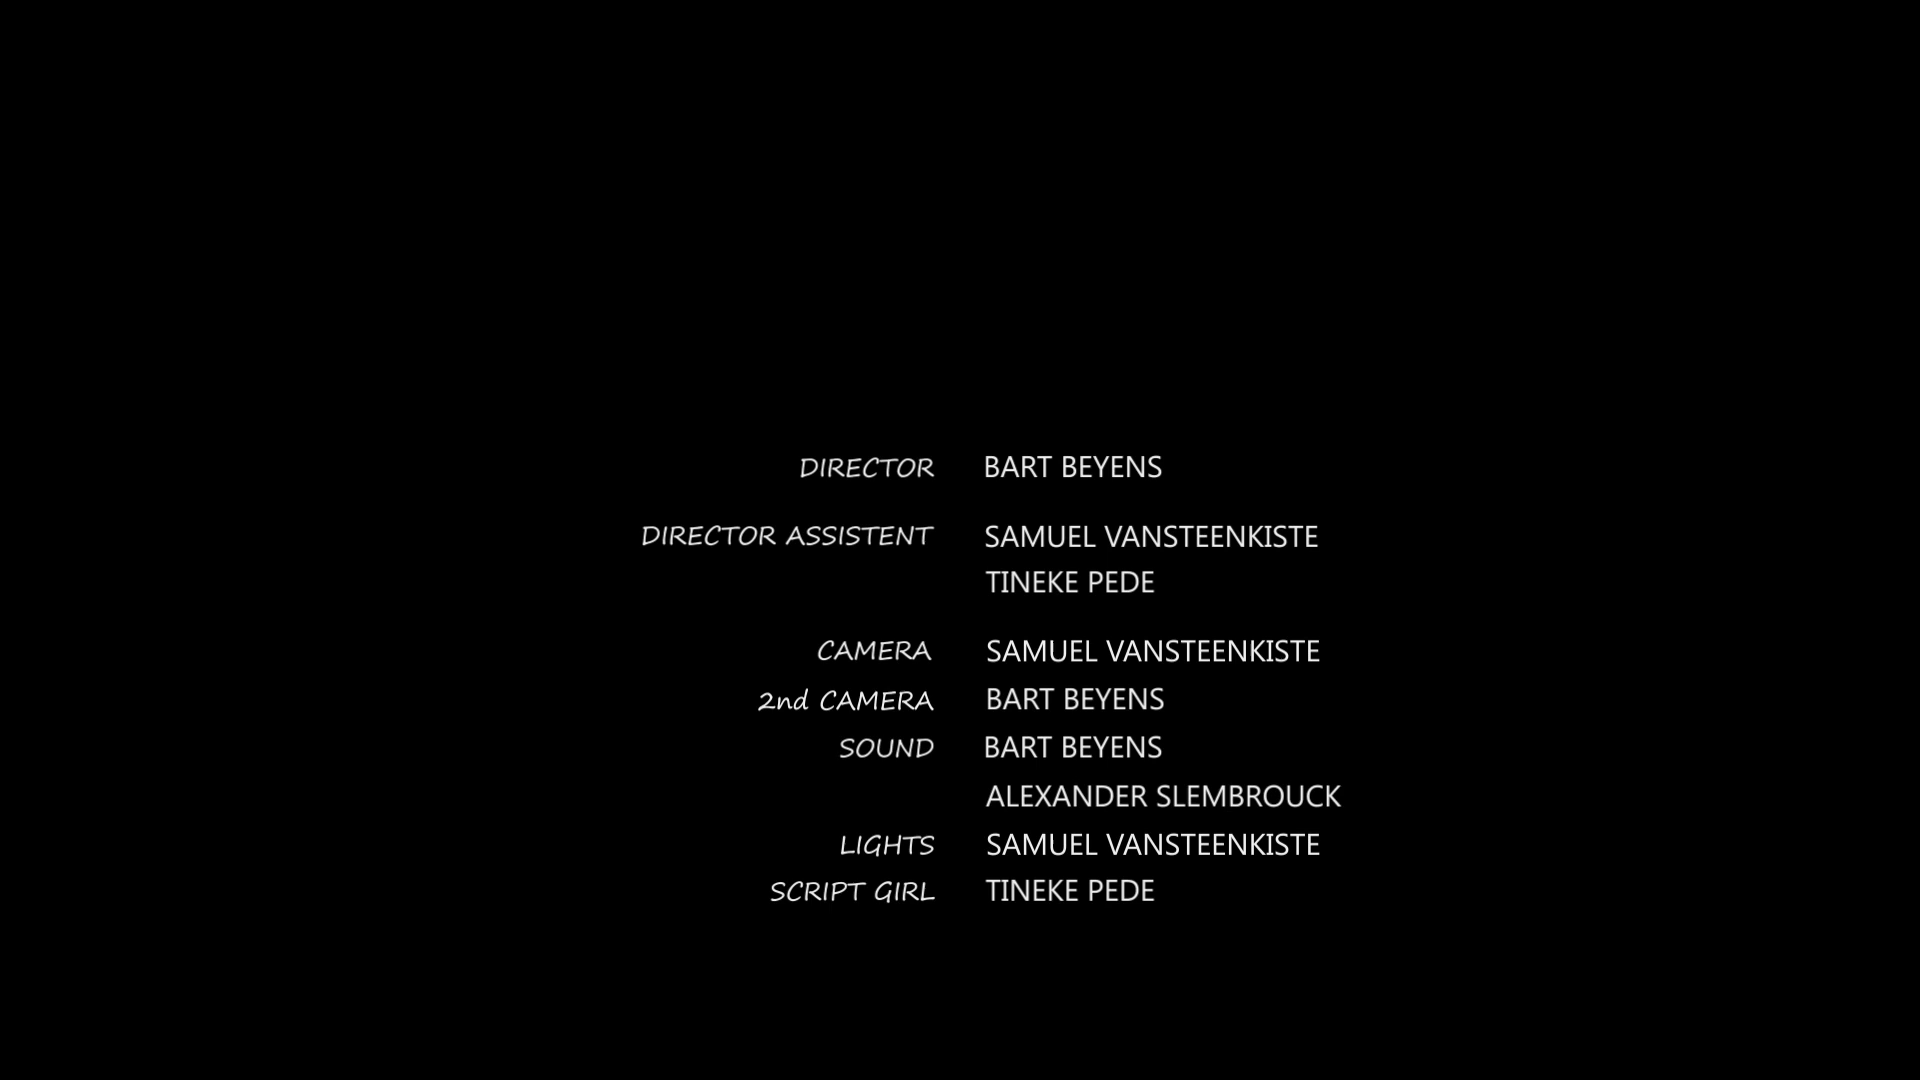 DIRECTOR BART BEYENS
DIRECTOR ASSISTENT SAMUEL VANSTEENKISTE
TINEKE PEDE
CAMERA SAMUEL VANSTEENKISTE
2nd CAMERA BART BEYENS
SOUND BART BEYENS
ALEXANDER SLEMBROUCK
LIGHTS SAMUEL VANSTEENKISTE
SCRIPT GIRL TINEKE PEDE